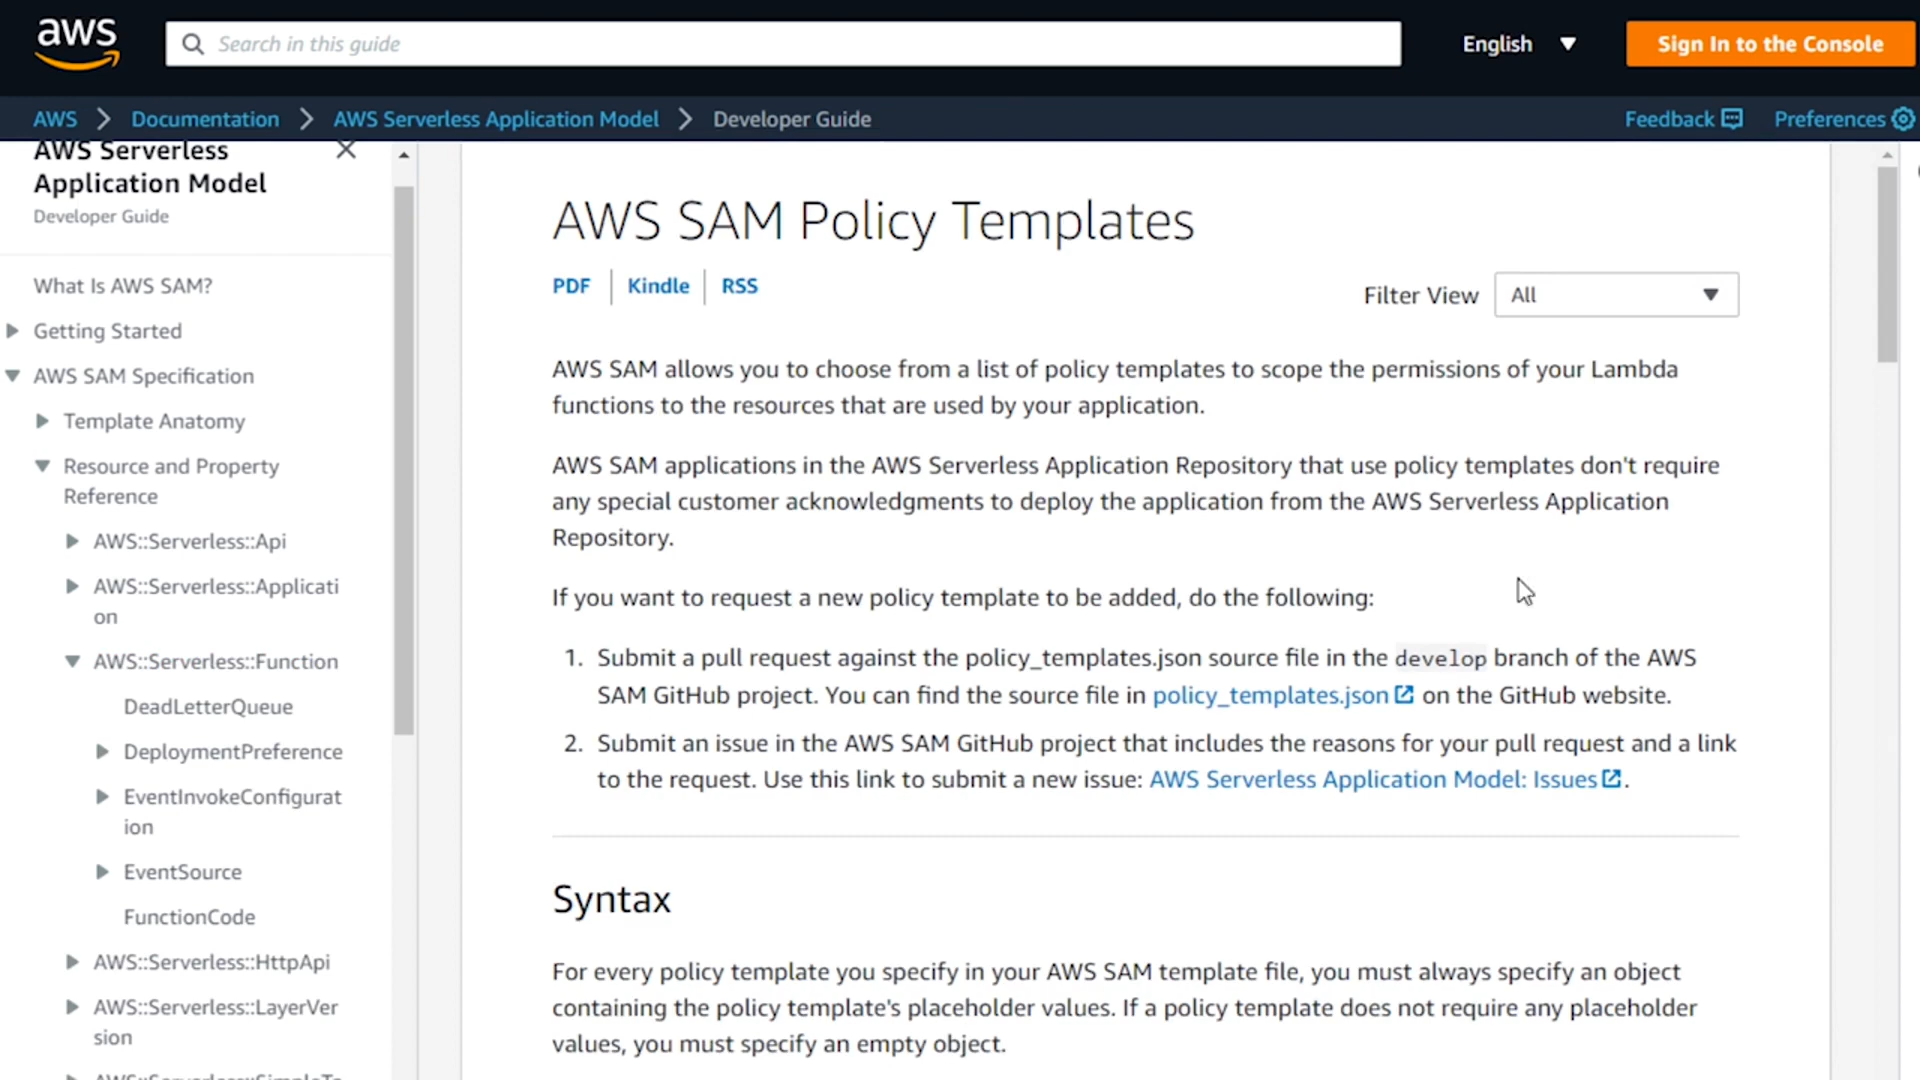 aws
Search in this guide
English
Sign In to the Console
AWS
Documentation
AWS Serverless Application Model
Developer Guide
Feedback
Preferences
AWS Serverless
Application Model
Developer Guide
What Is AWS SAM?
Getting Started
AWS SAM Specification
Template Anatomy
Resource and Property
Reference
AWS::Serverless::Api
AWS::Serverless::Applicati
on
AWS::Serverless::Function
DeadLetterQueue
DeploymentPreference
EventInvokeConfigurat
ion
EventSource
FunctionCode
AWS::Serverless::HttpApi
AWS::Serverless::LayerVer
sion
AWS::Serverless::SimpleTa
AWS SAM Policy Templates
PDF
Kindle
RSS
Filter View
All
AWS SAM allows you to choose from a list of policy templates to scope the permissions of your Lambda
functions to the resources that are used by your application.
AWS SAM applications in the AWS Serverless Application Repository that use policy templates don't require
any special customer acknowledgments to deploy the application from the AWS Serverless Application
Repository.
If you want to request a new policy template to be added, do the following:
1. Submit a pull request against the policy_templates.json source file in the develop branch of the AWS
SAM GitHub project. You can find the source file in policy_templates.json on the GitHub website.
2. Submit an issue in the AWS SAM GitHub project that includes the reasons for your pull request and a link
to the request. Use this link to submit a new issue: AWS Serverless Application Model: Issues.
Syntax
For every policy template you specify in your AWS SAM template file, you must always specify an object
containing the policy template's placeholder values. If a policy template does not require any placeholder
values, you must specify an empty object.